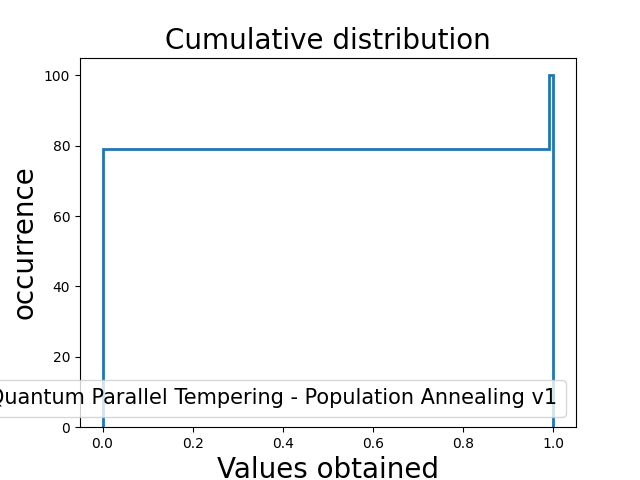 Cumulative distribution
100
80
60
40
20
0
occurrence
Quantum Parallel Tempering - Population Annealing v1
0.0 0.2 0.4 0.6 0.8 1.0
Values obtained